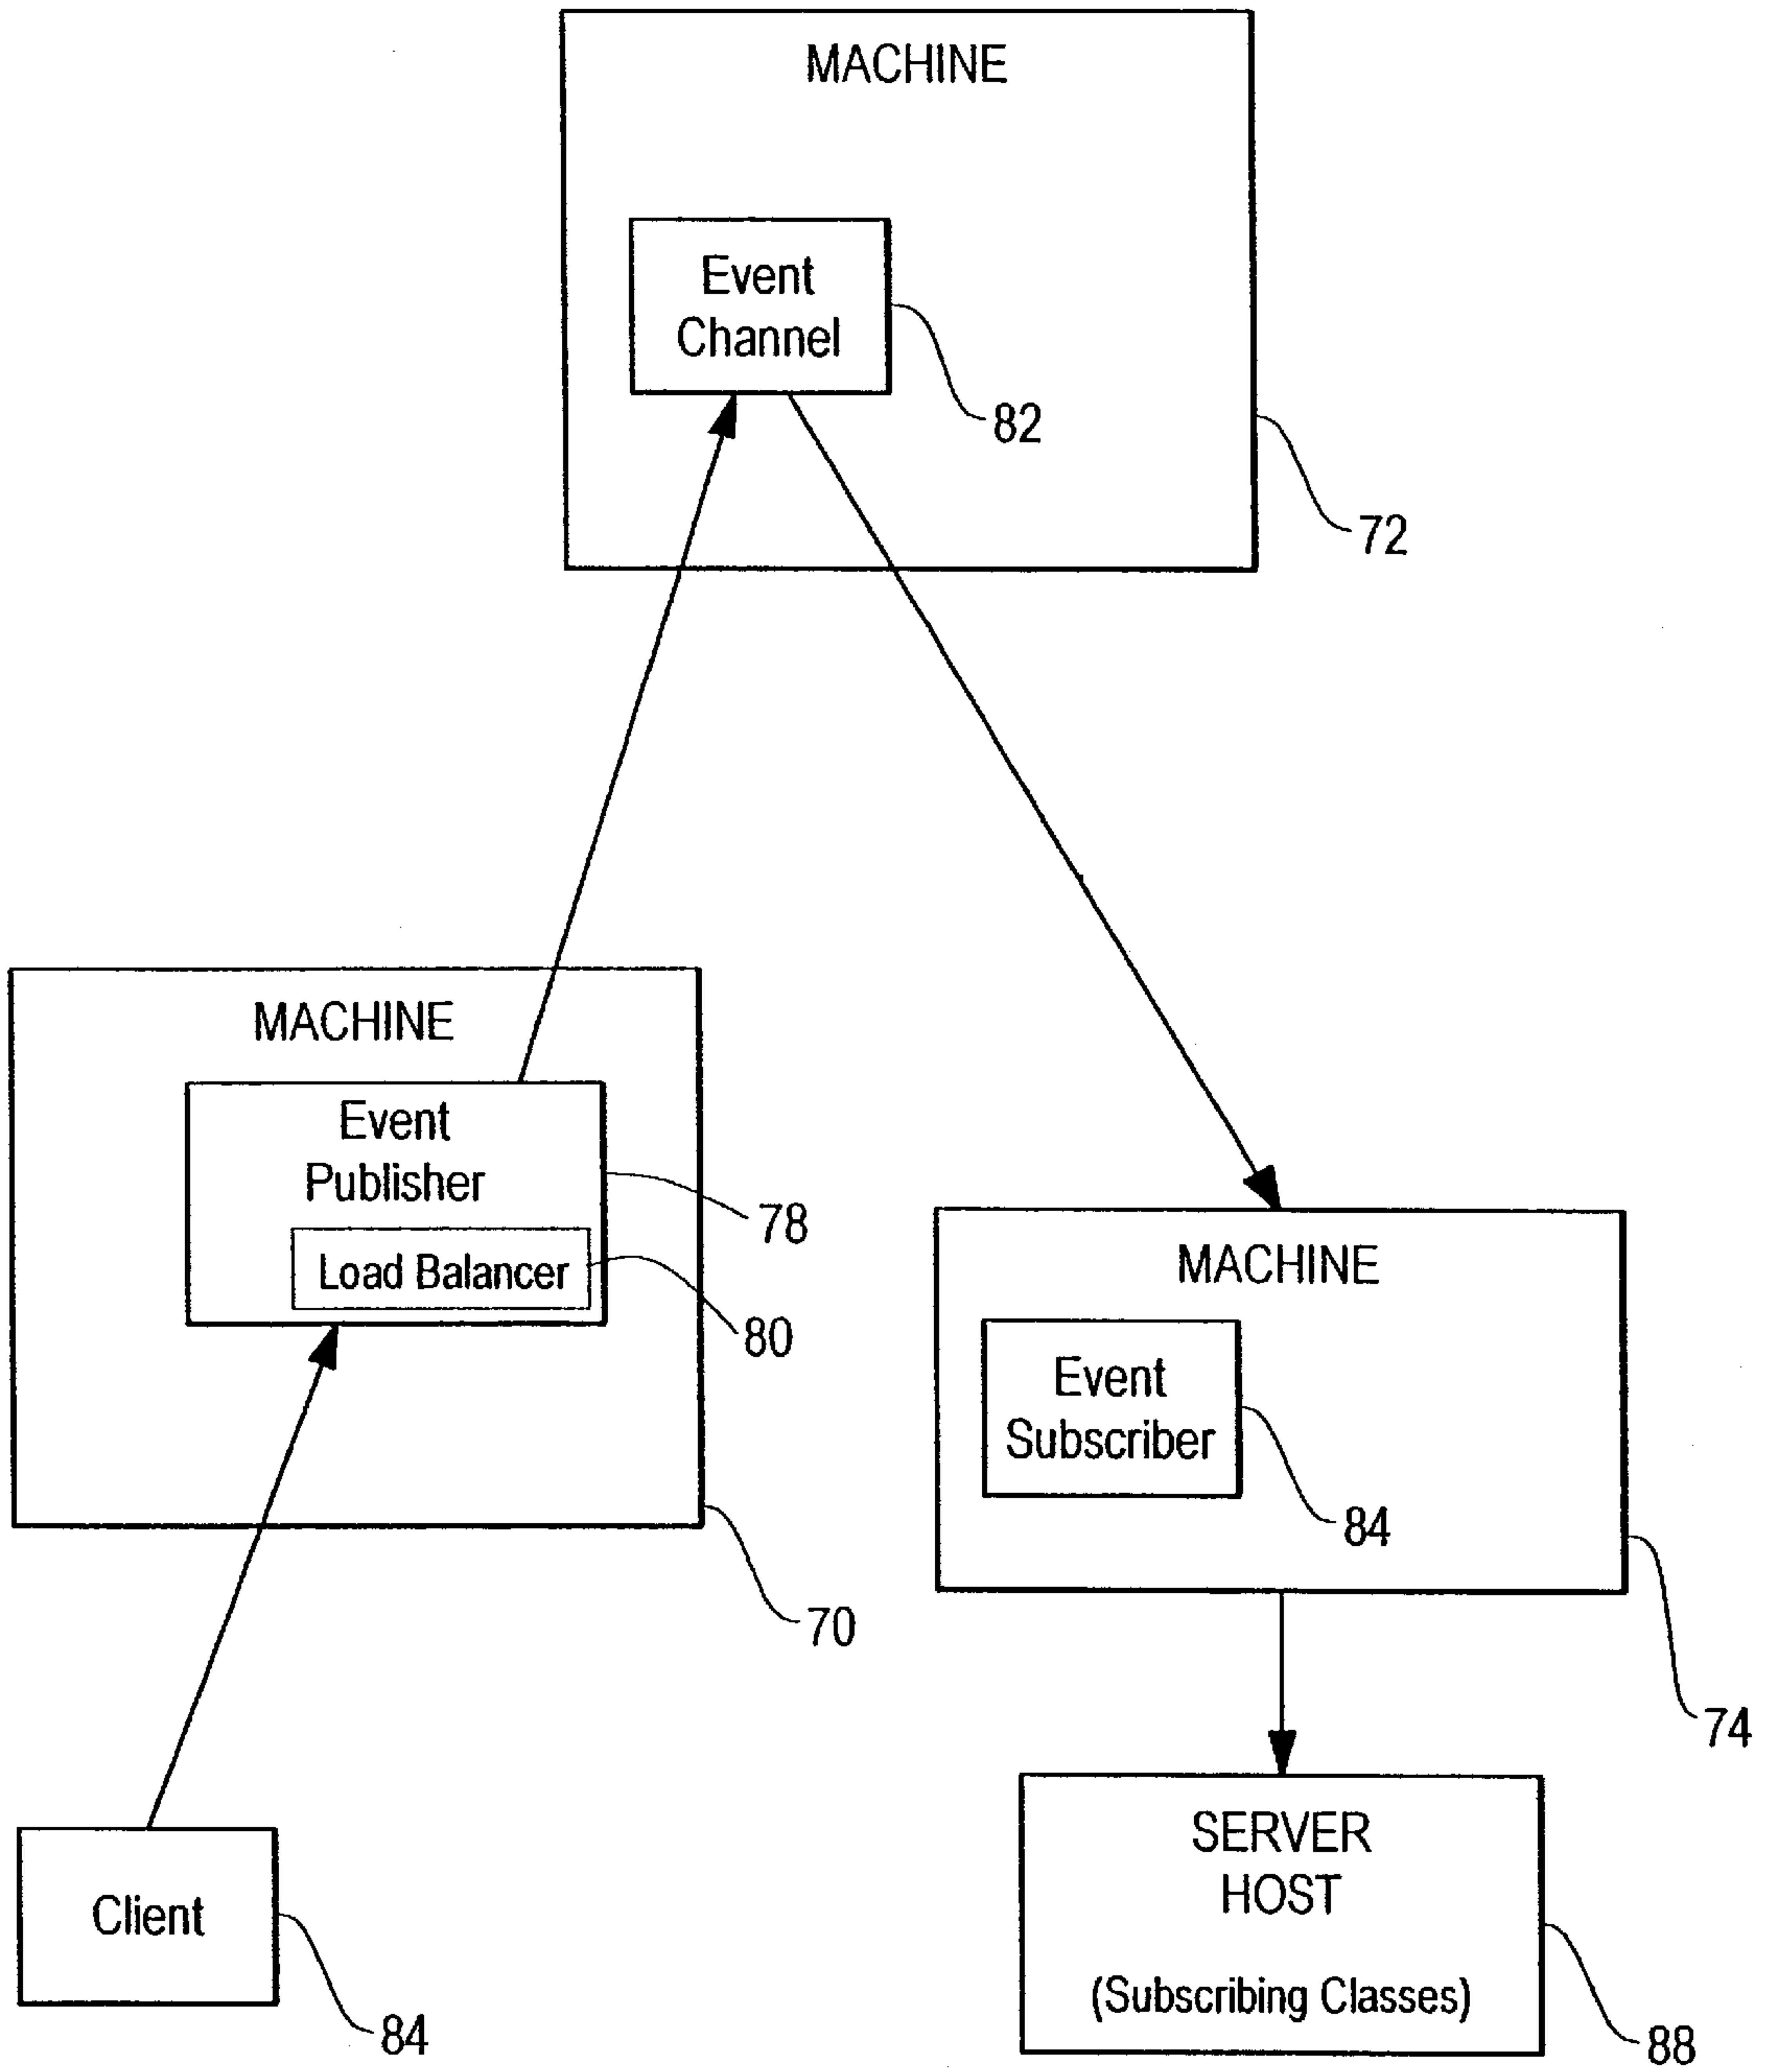 MACHINE
Event
Channel
82
72
MACHINE
Event
Publisher
78
Load Balancer
80
70
MACHINE
Event
Subscriber
84
74
Client
84
SERVER
HOST
(Subscribing Classes)
88